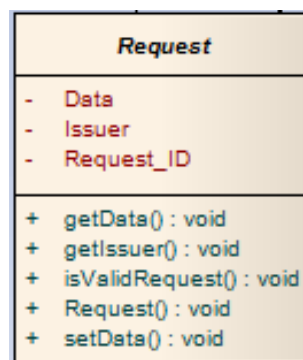 Request
- Data
- Issuer
- Request_ID
+ getData() : void
+ getIssuer() : void
+ isValidRequest() : void
+ Request() : void
+ setData() : void